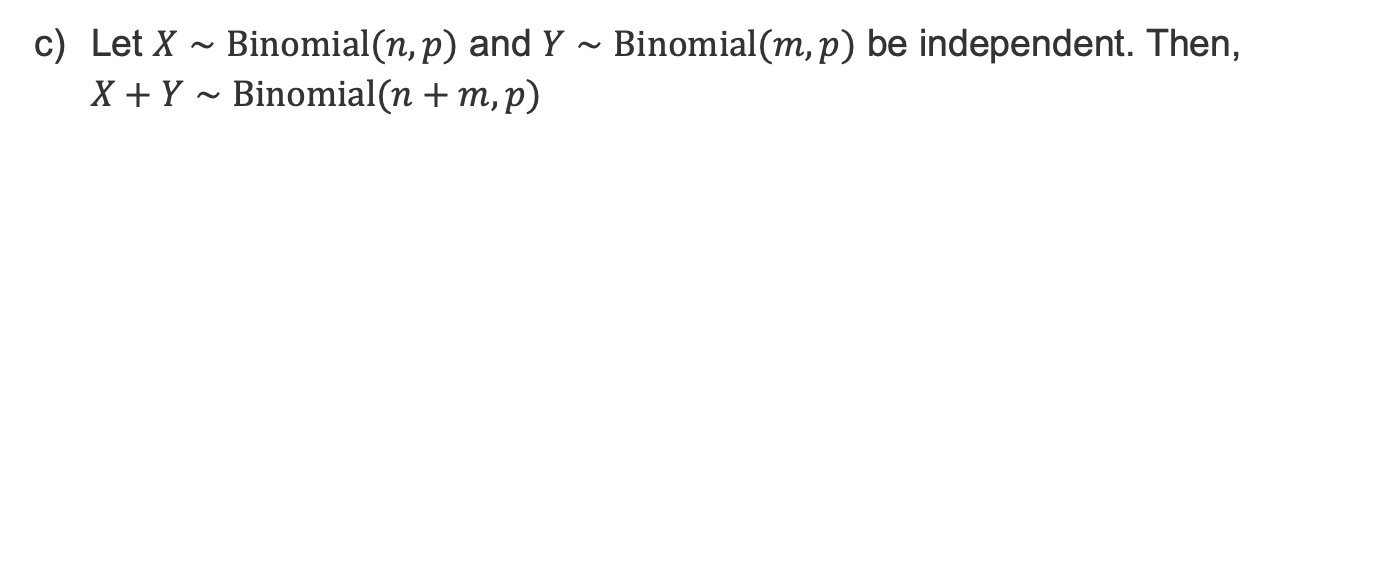 c) Let X ~ Binomial(n, p) and Y ~ Binomial(m, p) be independent. Then,
X + Y ~ Binomial(n + m, p)